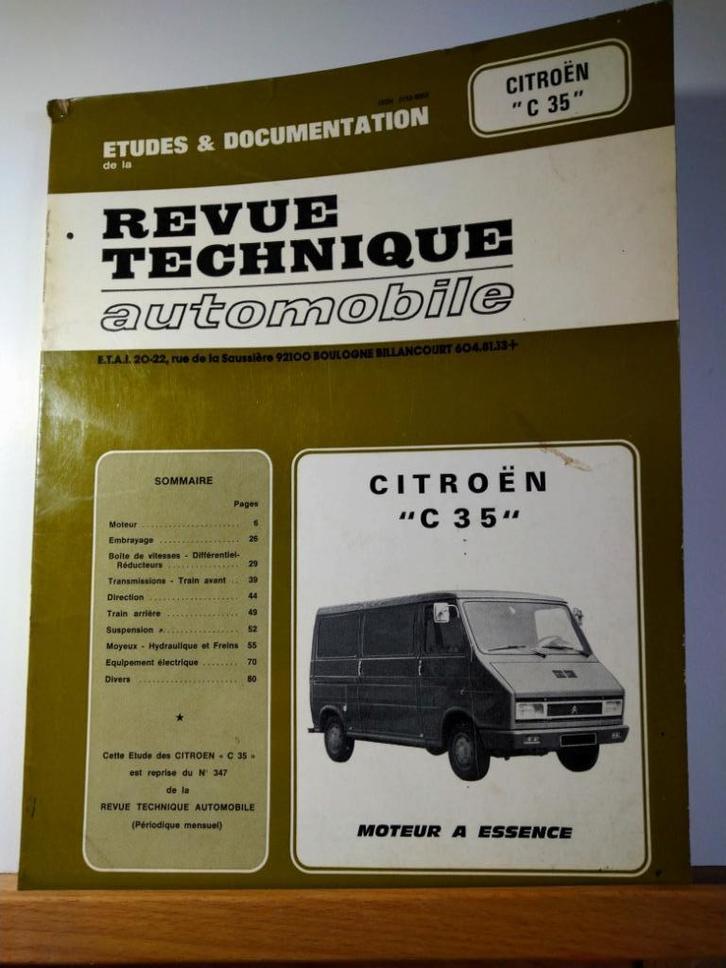 CITROËN
"C 35"
ETUDES & DOCUMENTATION
de la
REVUE
TECHNIQUE
automobile
E.T.A.I. 20-22, rue de la Saussière 92100 BOULOGNE BILLANCOURT 604.81.13+
SOMMAIRE
Pages
Moteur .................... 6
Embrayage ................ 26
Boîte de vitesses - Différentiel-
Réducteurs ............... 29
Transmissions - Train avant .. 39
Direction .................. 44
Train arrière ............... 49
Suspension ................ 52
Moyeux - Hydraulique et Freins 55
Equipement électrique ........ 70
Divers .................... 80
★
Cette Etude des CITROEN « C 35 »
est reprise du N° 347
de la
REVUE TECHNIQUE AUTOMOBILE
(Périodique mensuel)
CITROËN
"C 35"
MOTEUR A ESSENCE